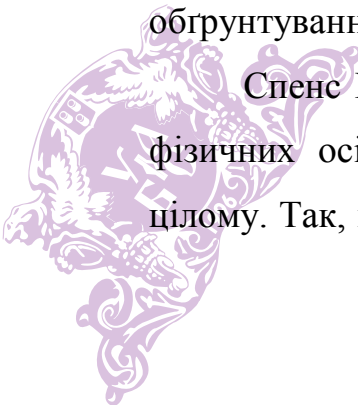 обґрунтуванн
Спенс
фізичних осі
цілому. Так,